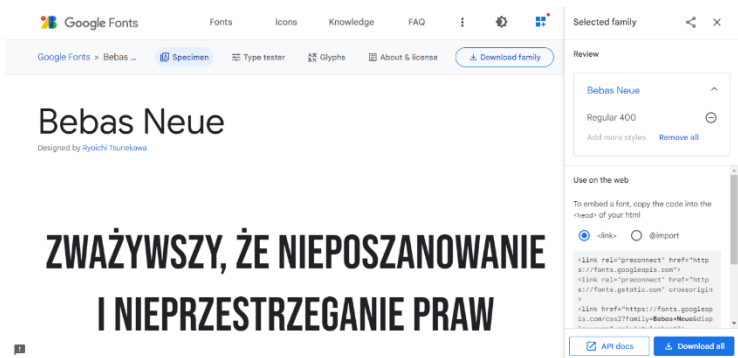 Google Fonts
Fonts
Icons
Knowledge
FAQ
Google Fonts > Bebas ...
Specimen
Type tester
Glyphs
About & license
Download family
Bebas Neue
Designed by Ryoichi Tsunekawa
ZWAŻYWSZY, ŻE NIEPOSZANOWANIE
I NIEPRZESTRZEGANIE PRAW
Selected family
Review
Bebas Neue
Regular 400
Add more styles
Remove all
Use on the web
To embed a font, copy the code into the
<head> of your html
<link>
@import
<link rel="preconnect" href="http
s://fonts.googleapis.com">
<link rel="preconnect" href="http
s://fonts.gstatic.com" crossorigin
>
<link href="https://fonts.googleap
is.com/css2?family=Bebas+Neue&disp
API docs
Download all